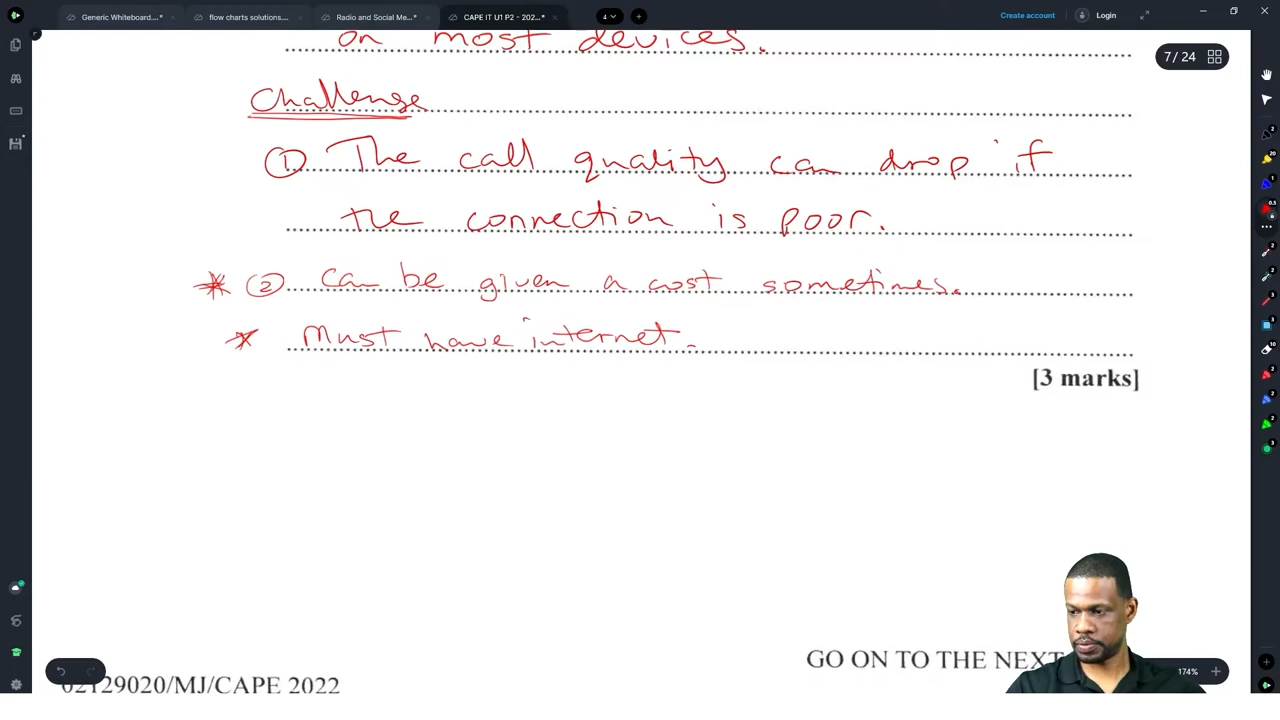 Generic Whiteboard....*
flow charts solutions....
Radio and Social Me...*
CAPE IT U1 P2 - 202...*
4
Create account
Login
7 / 24
on most devices.
Challenge
① The call quality can drop if
the connection is poor.
* ② Can be given a cost sometimes.
* Must have internet.
[3 marks]
GO ON TO THE NEXT
02129020/MJ/CAPE 2022
174%